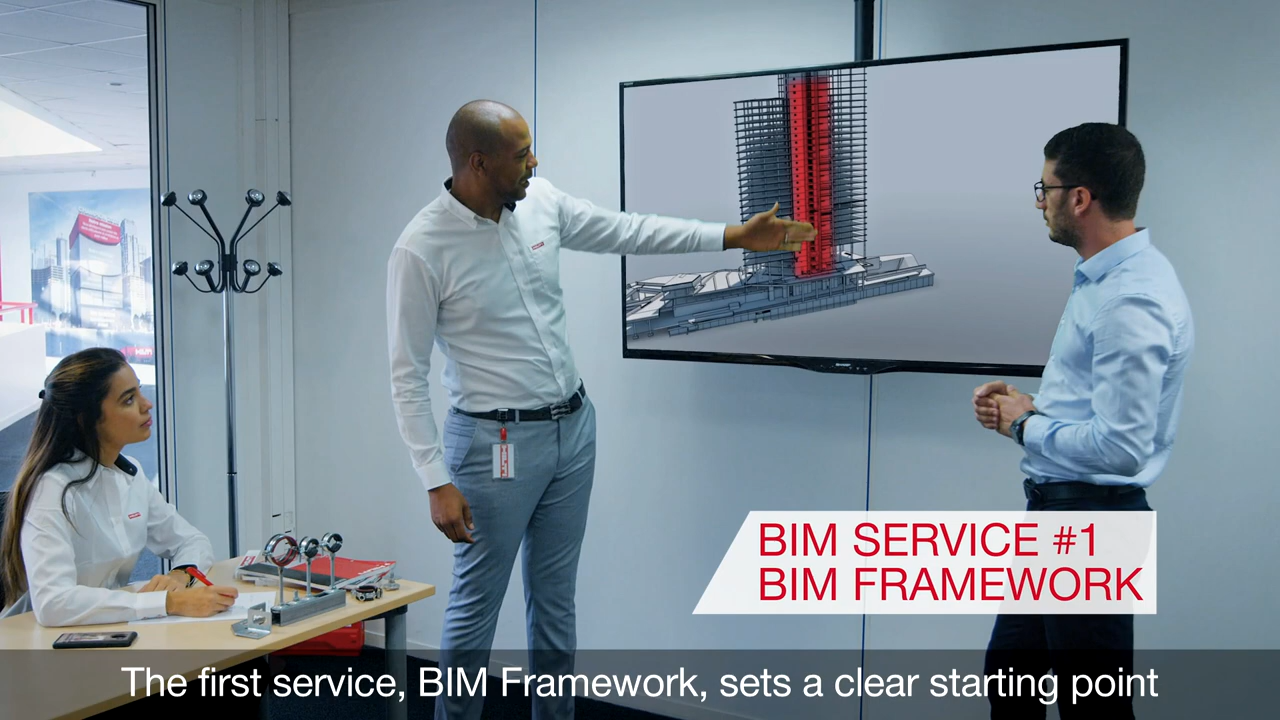 BIM SERVICE #1
BIM FRAMEWORK
The first service, BIM Framework, sets a clear starting point